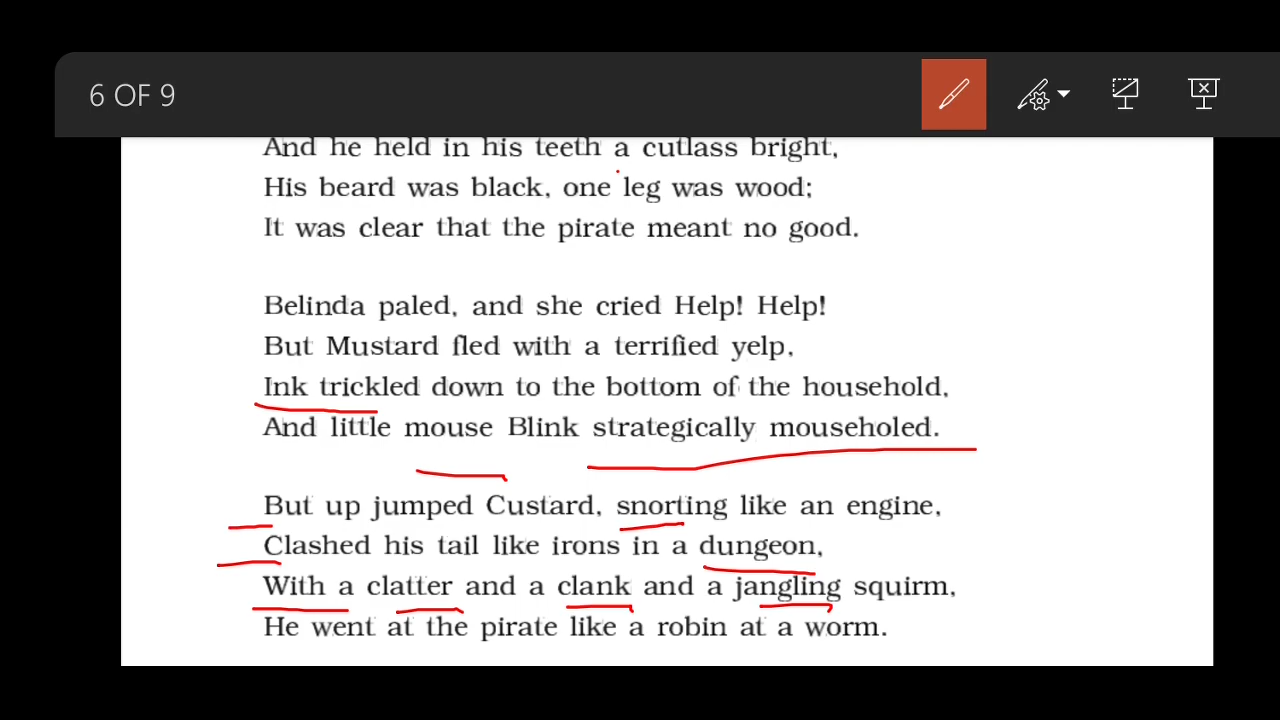 6 OF 9
And he held in his teeth a cutlass bright,
His beard was black, one leg was wood;
It was clear that the pirate meant no good.
Belinda paled, and she cried Help! Help!
But Mustard fled with a terrified yelp,
Ink trickled down to the bottom of the household,
And little mouse Blink strategically mouseholed.
But up jumped Custard, snorting like an engine,
Clashed his tail like irons in a dungeon,
With a clatter and a clank and a jangling squirm,
He went at the pirate like a robin at a worm.